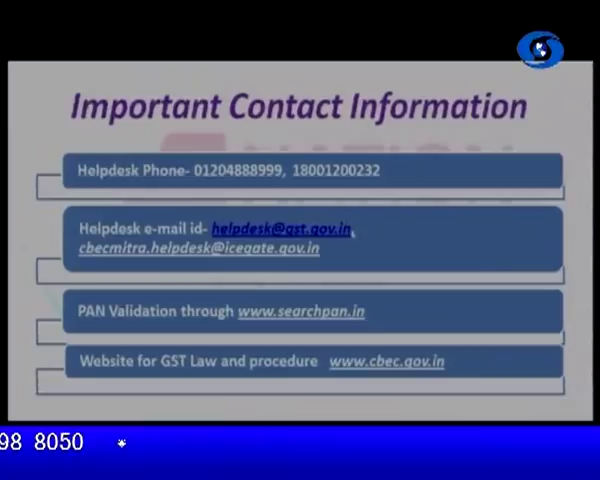 Important Contact Information
Helpdesk Phone- 01204888999, 18001200232
Helpdesk e-mail id- helpdesk@gst.gov.in,
cbecmitra.helpdesk@icegate.gov.in
PAN Validation through www.searchpan.in
Website for GST Law and procedure www.cbec.gov.in
98 8050 *